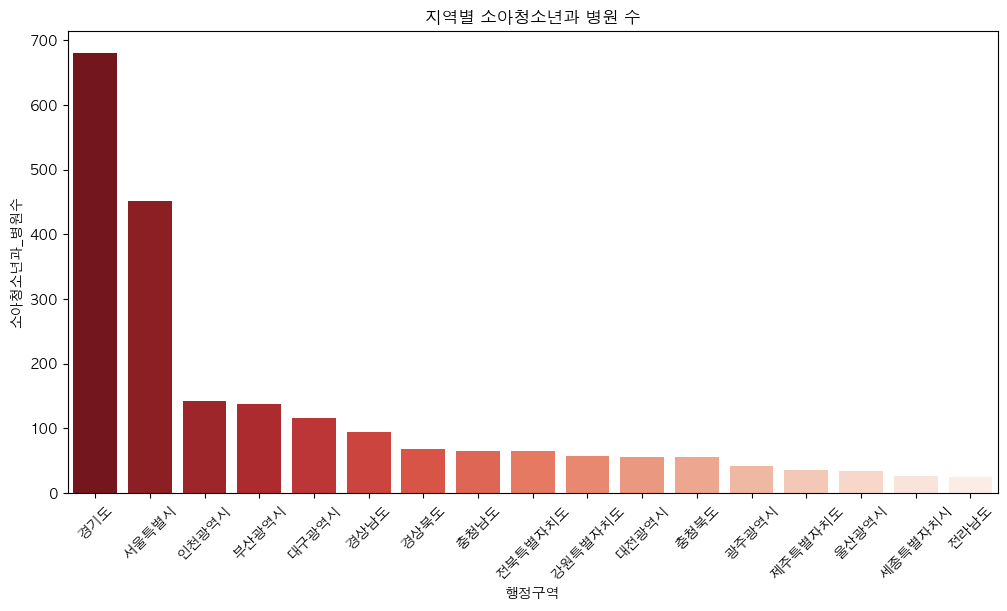 지역별 소아청소년과 병원 수
소아청소년과_병원수
700
600
500
400
300
200
100
0
경기도
서울특별시
인천광역시
부산광역시
대구광역시
경상남도
경상북도
충청남도
전북특별자치도
강원특별자치도
대전광역시
충청북도
광주광역시
제주특별자치도
울산광역시
세종특별자치시
전라남도
행정구역